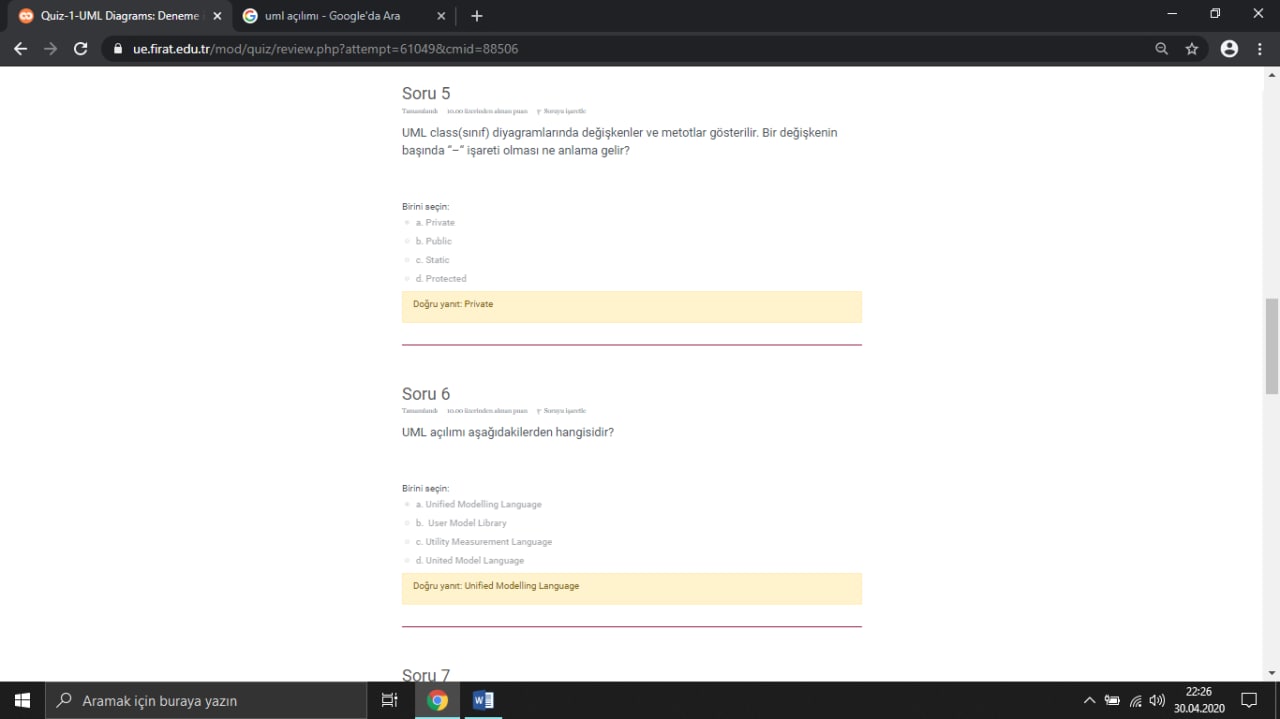 Quiz-1-UML Diagrams: Deneme
uml açılımı - Google'da Ara
ue.firat.edu.tr/mod/quiz/review.php?attempt=61049&cmid=88506
Soru 5
Tamamlandı 10.00 üzerinden alınan puan Soruyu işaretle
UML class(sınıf) diyagramlarında değişkenler ve metotlar gösterilir. Bir değişkenin
başında “–“ işareti olması ne anlama gelir?
Birini seçin:
a. Private
b. Public
c. Static
d. Protected
Doğru yanıt: Private
Soru 6
Tamamlandı 10.00 üzerinden alınan puan Soruyu işaretle
UML açılımı aşağıdakilerden hangisidir?
Birini seçin:
a. Unified Modelling Language
b. User Model Library
c. Utility Measurement Language
d. United Model Language
Doğru yanıt: Unified Modelling Language
Soru 7
Aramak için buraya yazın
22:26
30.04.2020